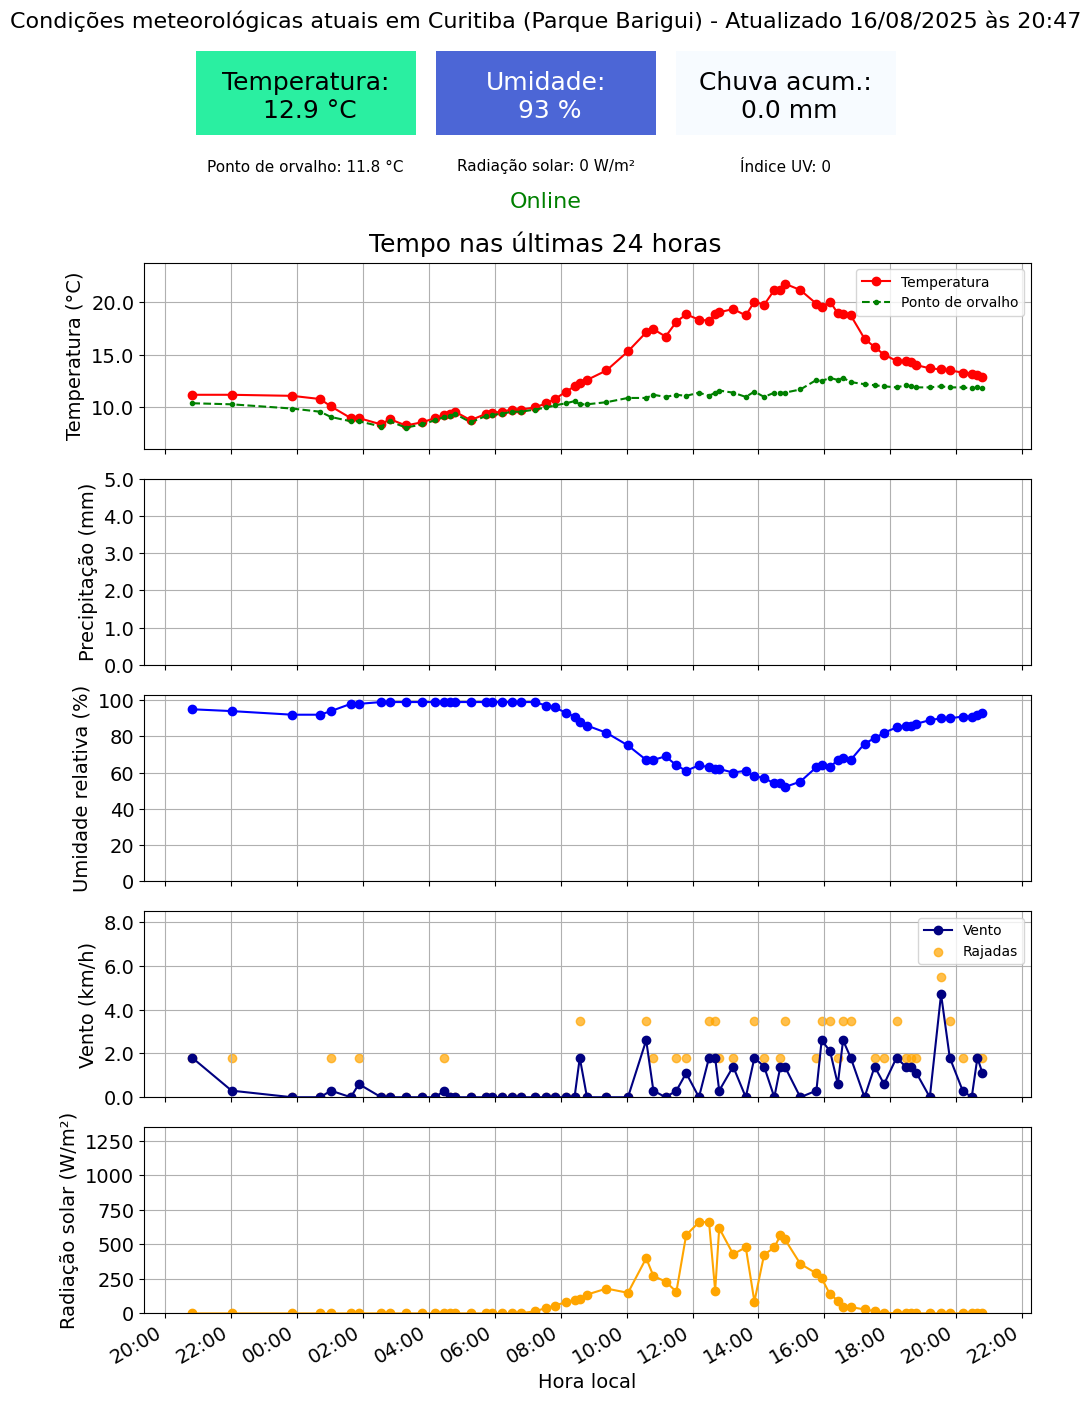 Condições meteorológicas atuais em Curitiba (Parque Barigui) - Atualizado 16/08/2025 às 20:47
Temperatura:
12.9 °C
Umidade:
93 %
Chuva acum.:
0.0 mm
Ponto de orvalho: 11.8 °C
Radiação solar: 0 W/m²
Índice UV: 0
Online
Tempo nas últimas 24 horas
Temperatura (°C)
20.0
15.0
10.0
Temperatura
Ponto de orvalho
Precipitação (mm)
5.0
4.0
3.0
2.0
1.0
0.0
Umidade relativa (%)
100
80
60
40
20
0
Vento (km/h)
8.0
6.0
4.0
2.0
0.0
Vento
Rajadas
Radiação solar (W/m²)
1250
1000
750
500
250
0
20:00
22:00
00:00
02:00
04:00
06:00
08:00
10:00
12:00
14:00
16:00
18:00
20:00
22:00
Hora local